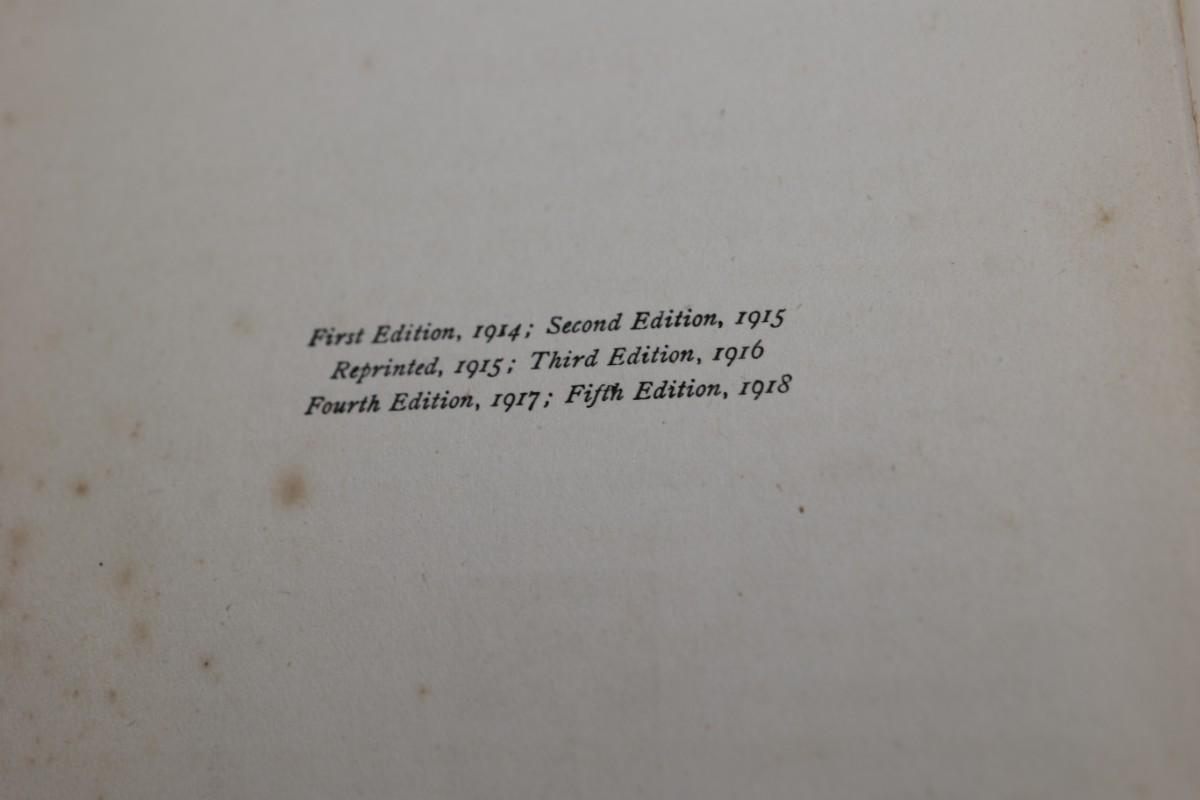 First Edition, 1914; Second Edition, 1915
Reprinted, 1915; Third Edition, 1916
Fourth Edition, 1917; Fifth Edition, 1918